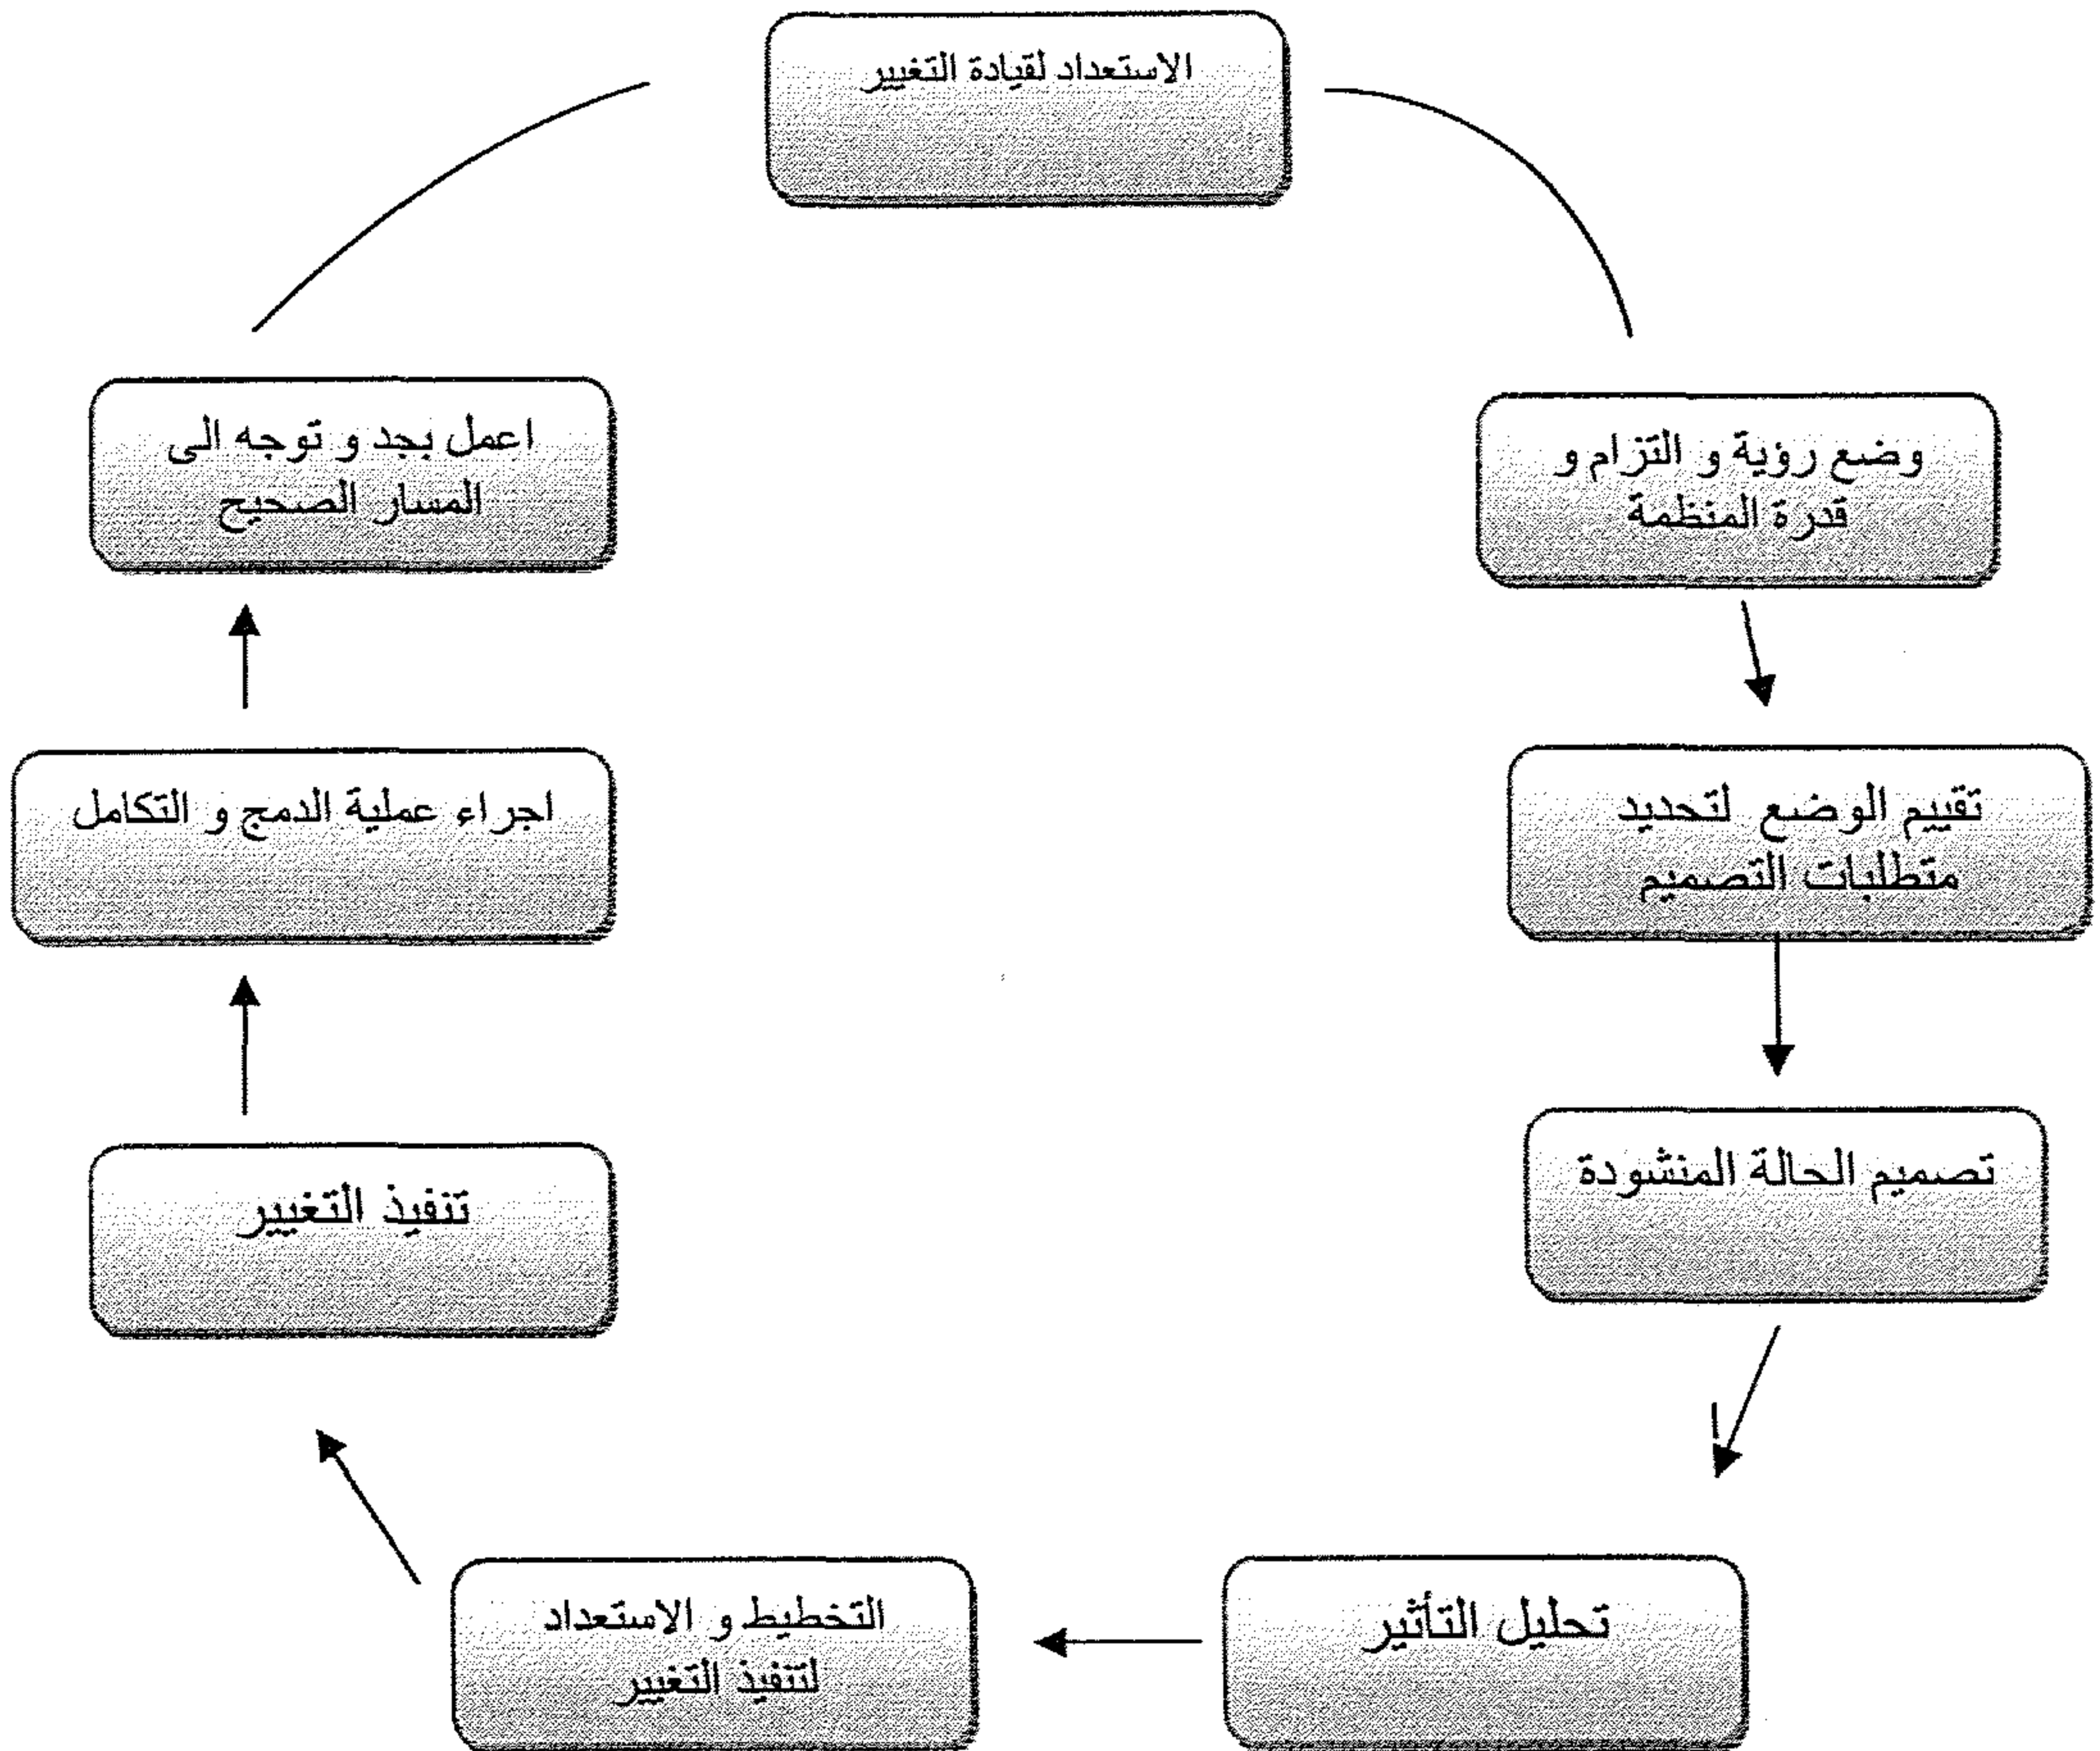 الاستعداد لقيادة التغيير
وضع رؤية و التزام و
قدرة المنظمة
تقييم الوضع لتحديد
متطلبات التصميم
تصميم الحالة المنشودة
تحليل التأثير
التخطيط و الاستعداد
لتنفيذ التغيير
تنفيذ التغيير
اجراء عملية الدمج و التكامل
اعمل بجد و توجه الى
المسار الصحيح